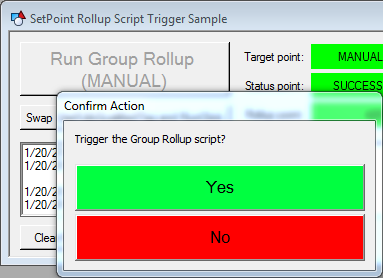 SetPoint Rollup Script Trigger Sample
Run Group Rollup
(MANUAL)
Target point: MANUAL
Status point: SUCCESS
Confirm Action
Swap
Trigger the Group Rollup script?
1/20/2
1/20/2
Yes
1/20/2
1/20/2
No
Clea